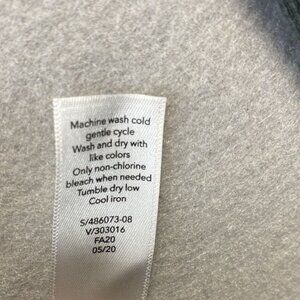 Machine wash cold
gentle cycle
Wash and dry with
like colors
Only non-chlorine
bleach when needed
Tumble dry low
Cool iron
S/486073-08
V/303016
FA20
05/20